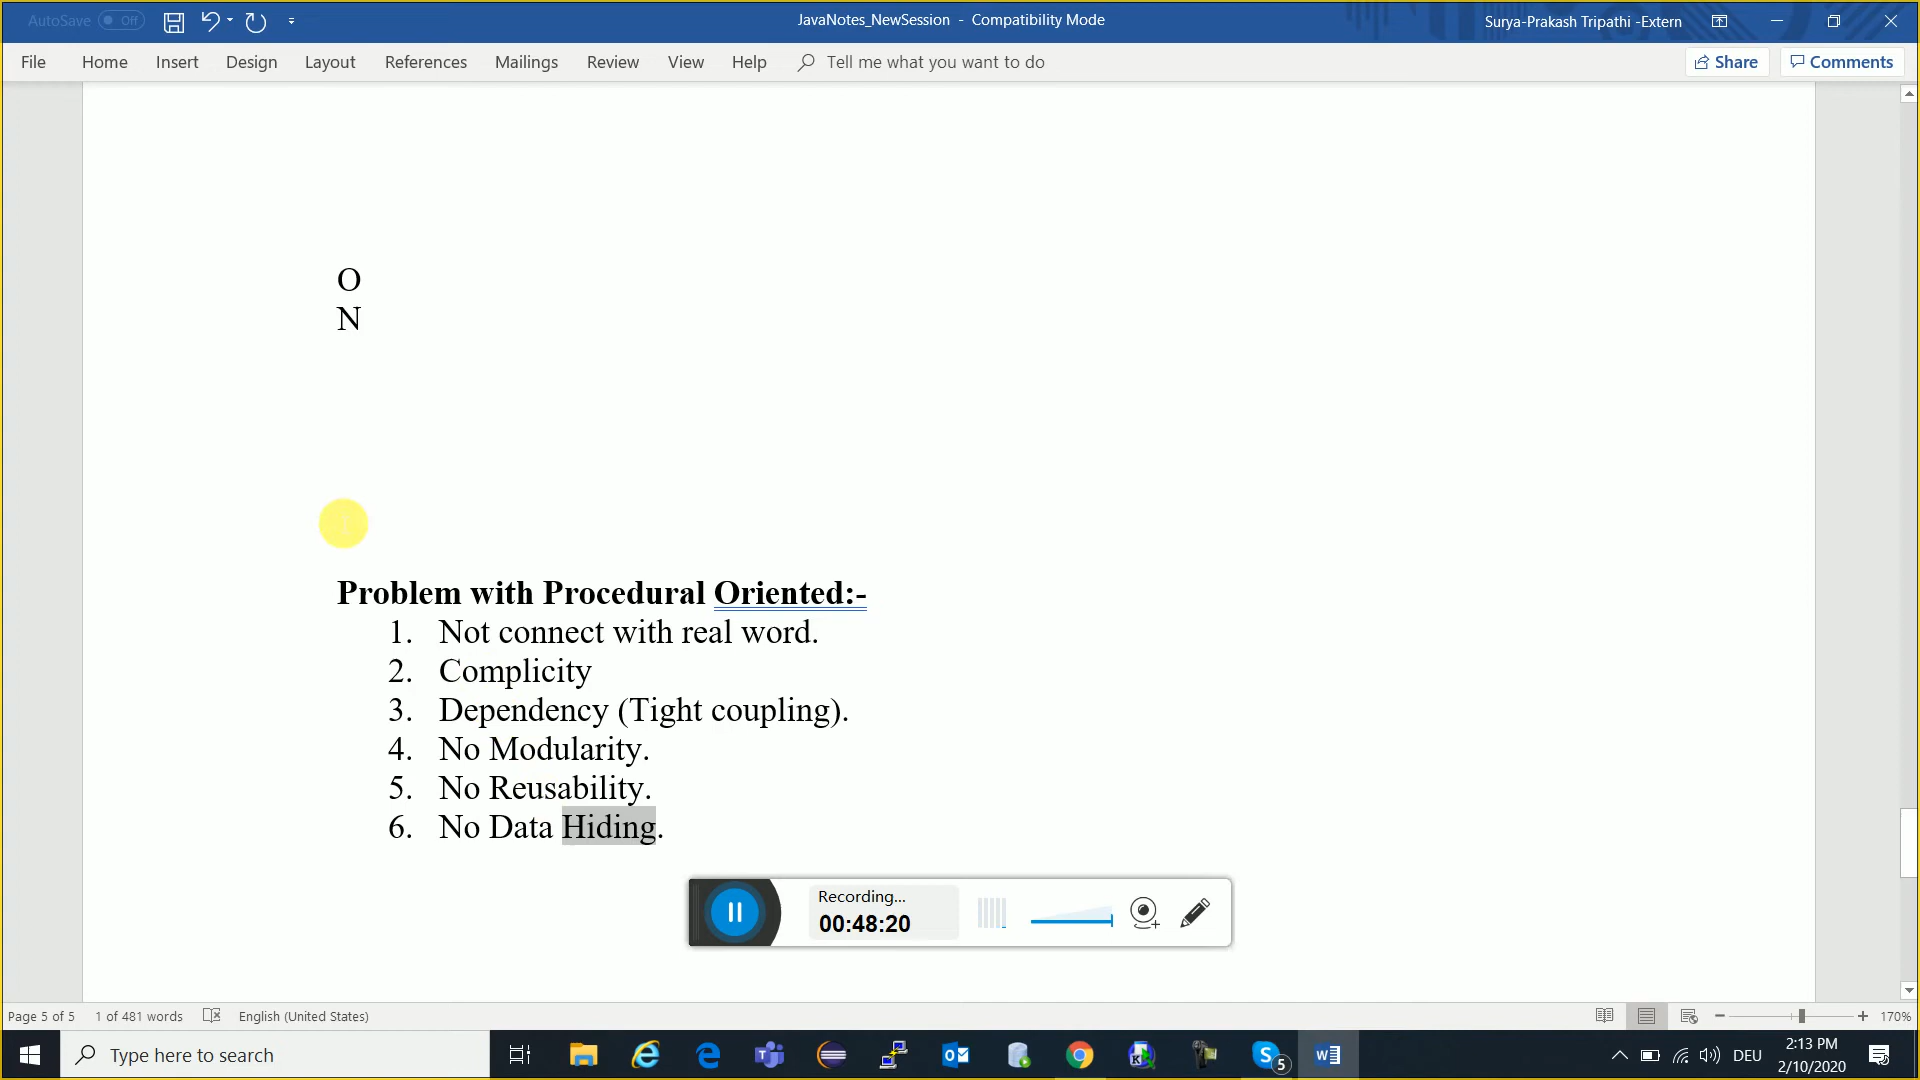 AutoSave Off
JavaNotes_NewSession - Compatibility Mode
Surya-Prakash Tripathi -Extern
File Home Insert Design Layout References Mailings Review View Help Tell me what you want to do Share Comments
O
N
Problem with Procedural Oriented:-
1. Not connect with real word.
2. Complicity
3. Dependency (Tight coupling).
4. No Modularity.
5. No Reusability.
6. No Data Hiding.
Recording...
00:48:20
Page 5 of 5 1 of 481 words English (United States) 170%
Type here to search
5
DEU
2:13 PM
2/10/2020